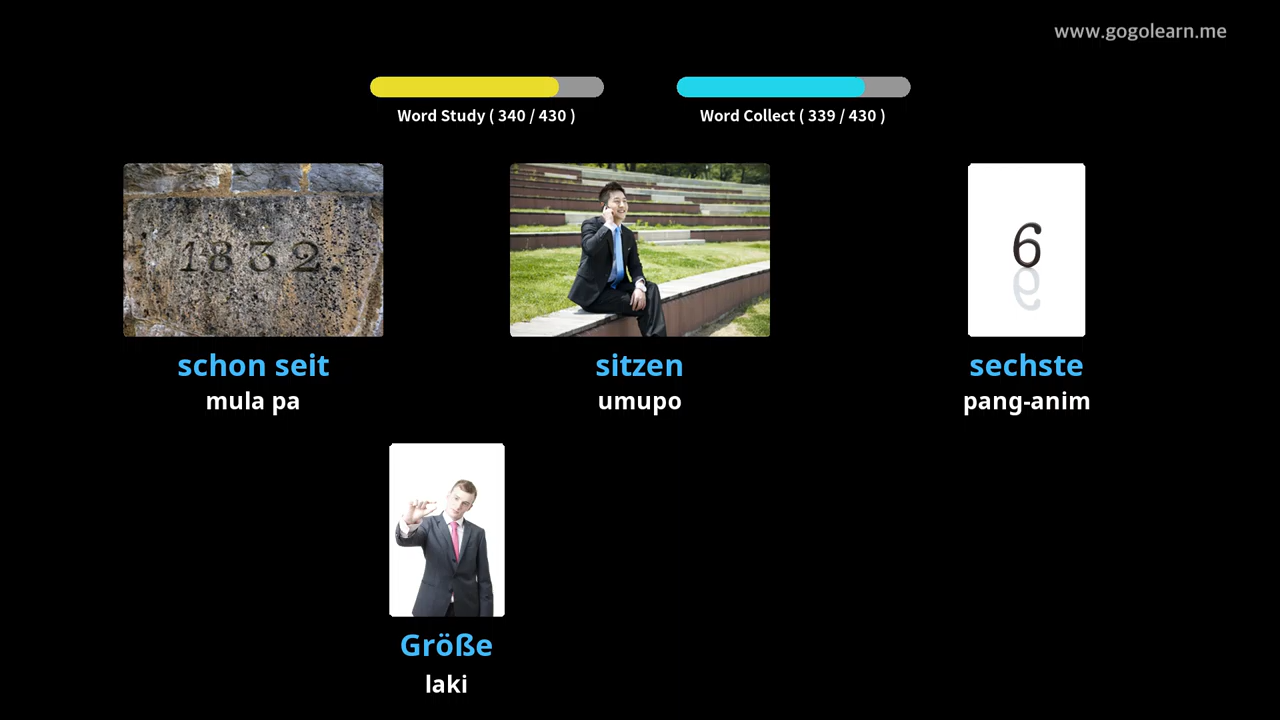 www.gogolearn.me
Word Study ( 340 / 430 )
Word Collect ( 339 / 430 )
1832.
6
schon seit
mula pa
sitzen
umupo
sechste
pang-anim
Größe
laki